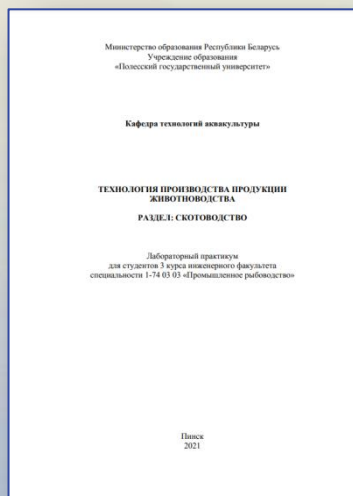 Министерство образования Республики Беларусь
Учреждение образования
«Полесский государственный университет»
Кафедра технологий аквакультуры
ТЕХНОЛОГИЯ ПРОИЗВОДСТВА ПРОДУКЦИИ
ЖИВОТНОВОДСТВА
РАЗДЕЛ: СКОТОВОДСТВО
Лабораторный практикум
для студентов 3 курса инженерного факультета
специальности 1-74 03 03 «Промышленное рыбоводство»
Пинск
2021